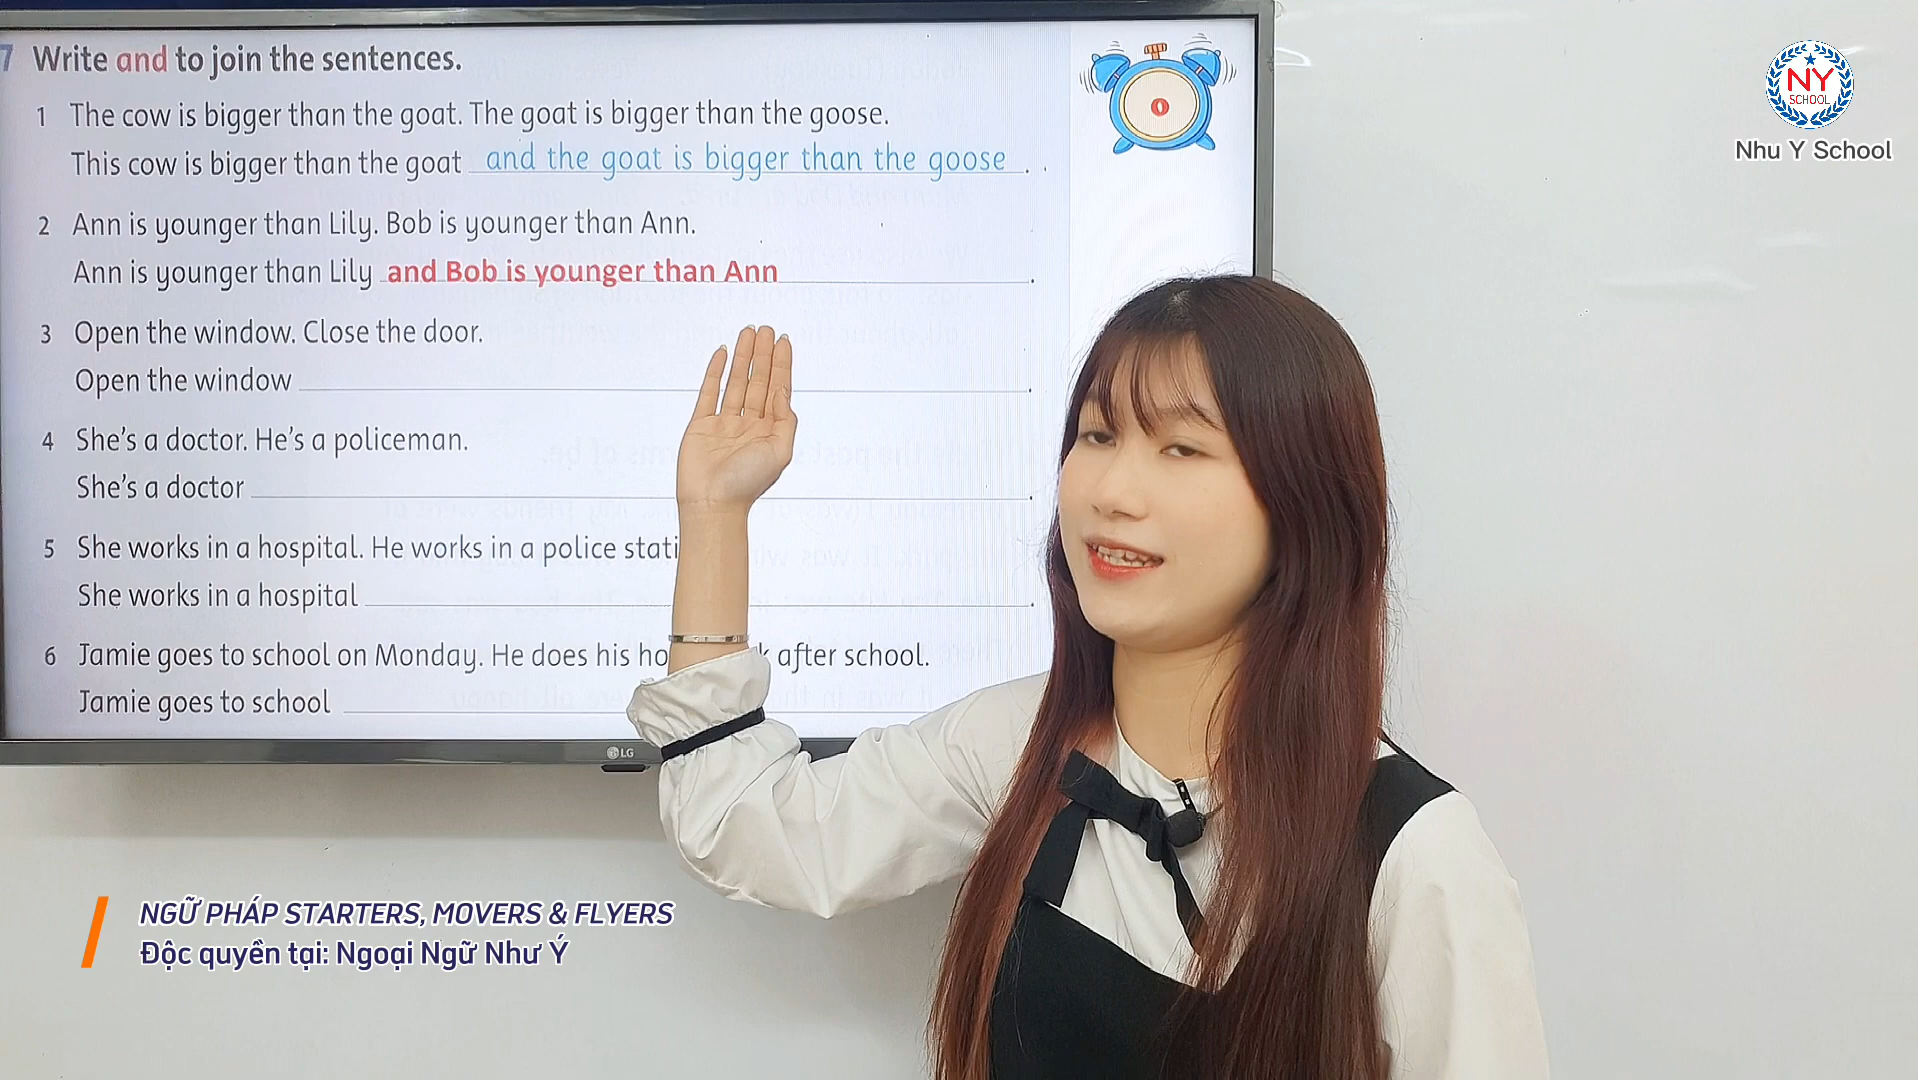 7 Write and to join the sentences.
1 The cow is bigger than the goat. The goat is bigger than the goose.
This cow is bigger than the goat and the goat is bigger than the goose.
2 Ann is younger than Lily. Bob is younger than Ann.
Ann is younger than Lily and Bob is younger than Ann.
3 Open the window. Close the door.
Open the window.
4 She's a doctor. He's a policeman.
She's a doctor.
5 She works in a hospital. He works in a police
She works in a hospital.
6 Jamie goes to school on Monday. He does his after school.
Jamie goes to school
0
LG
NY
SCHOOL
Nhu Y School
NGỮ PHÁP STARTERS, MOVERS & FLYERS
Độc quyền tại: Ngoại Ngữ Như Ý